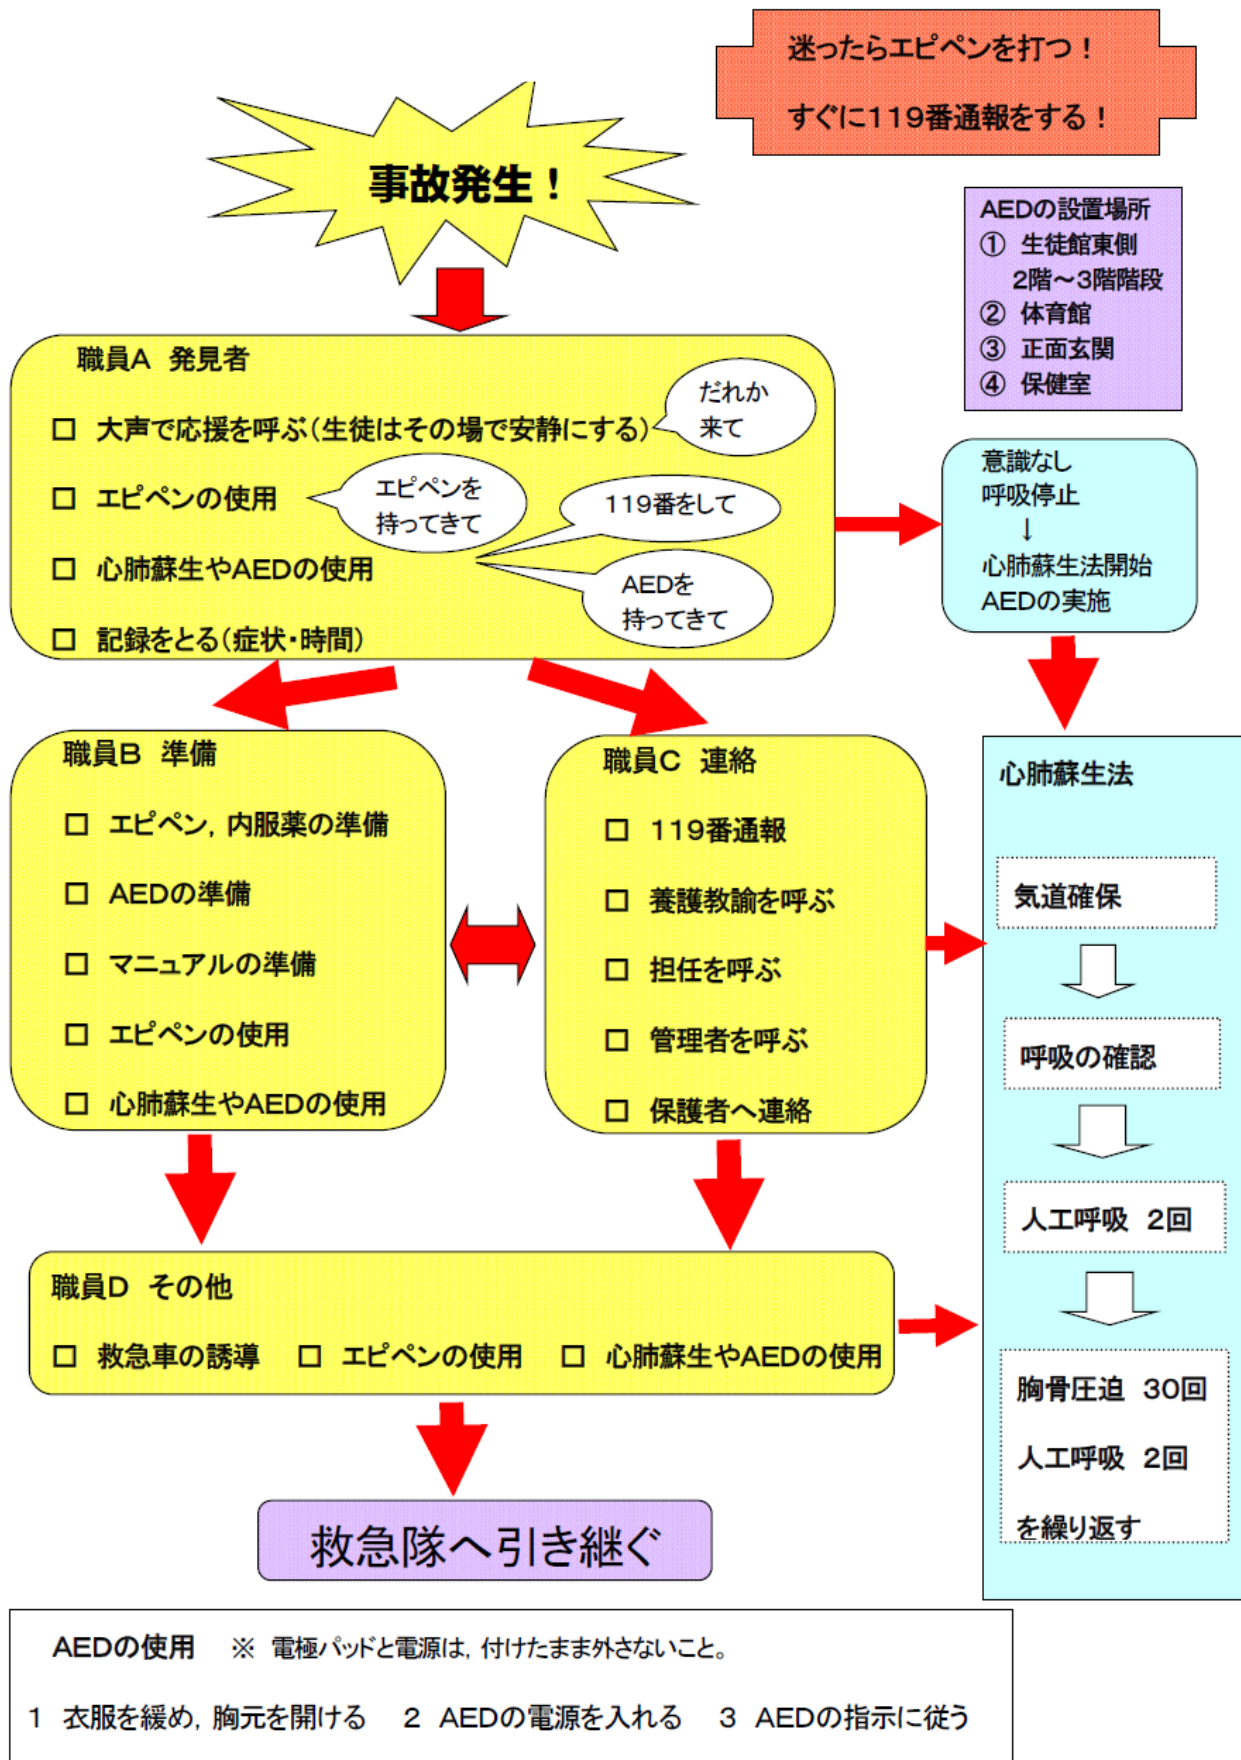 迷ったらエピペンを打つ！
すぐに119番通報をする！
事故発生！
AEDの設置場所
① 生徒館東側
2階～3階階段
② 体育館
③ 正面玄関
④ 保健室
職員A 発見者
□ 大声で応援を呼ぶ（生徒はその場で安静にする）
だれか
来て
□ エピペンの使用
エピペンを
持ってきて
119番をして
□ 心肺蘇生やAEDの使用
AEDを
持ってきて
□ 記録をとる（症状・時間）
意識なし
呼吸停止
↓
心肺蘇生法開始
AEDの実施
職員B 準備
□ エピペン，内服薬の準備
□ AEDの準備
□ マニュアルの準備
□ エピペンの使用
□ 心肺蘇生やAEDの使用
職員C 連絡
□ 119番通報
□ 養護教諭を呼ぶ
□ 担任を呼ぶ
□ 管理者を呼ぶ
□ 保護者へ連絡
心肺蘇生法
気道確保
呼吸の確認
人工呼吸 2回
胸骨圧迫 30回
人工呼吸 2回
を繰り返す
職員D その他
□ 救急車の誘導 □ エピペンの使用 □ 心肺蘇生やAEDの使用
救急隊へ引き継ぐ
AEDの使用 ※ 電極パッドと電源は，付けたまま外さないこと。
1 衣服を緩め，胸元を開ける 2 AEDの電源を入れる 3 AEDの指示に従う